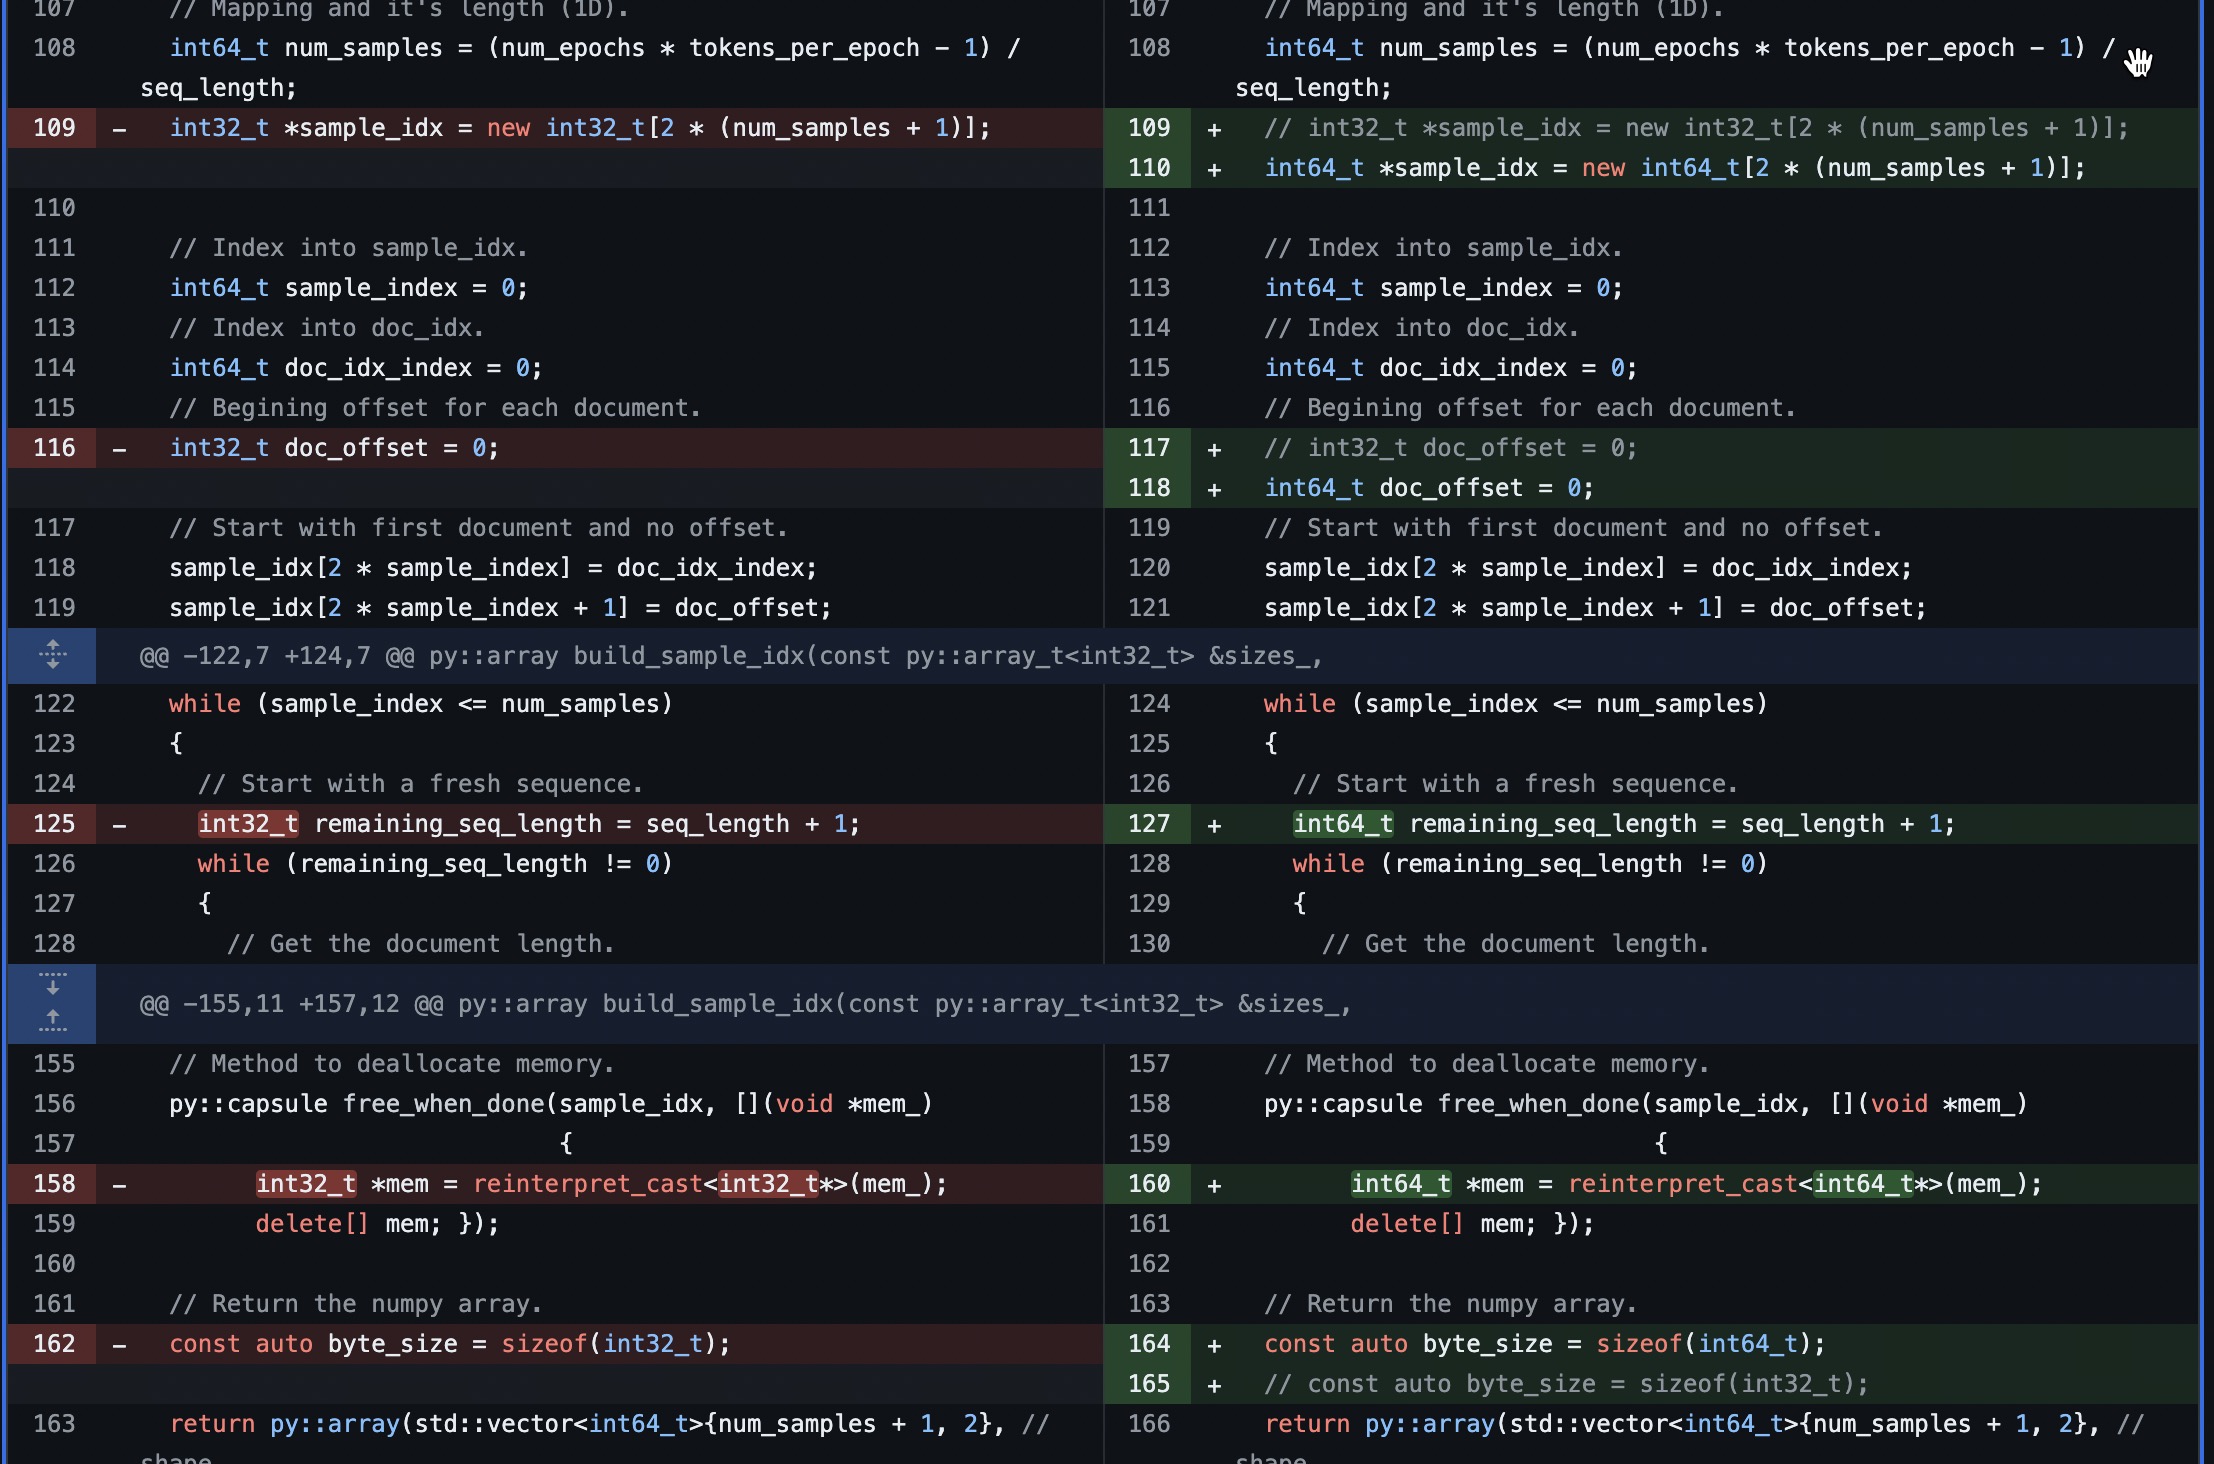 107 // Mapping and it's length (1D).
108 int64_t num_samples = (num_epochs * tokens_per_epoch - 1) /
seq_length;
109 - int32_t *sample_idx = new int32_t[2 * (num_samples + 1)];
110
111 // Index into sample_idx.
112 int64_t sample_index = 0;
113 // Index into doc_idx.
114 int64_t doc_idx_index = 0;
115 // Begining offset for each document.
116 - int32_t doc_offset = 0;
117 // Start with first document and no offset.
118 sample_idx[2 * sample_index] = doc_idx_index;
119 sample_idx[2 * sample_index + 1] = doc_offset;
107 // Mapping and it's length (1D).
108 int64_t num_samples = (num_epochs * tokens_per_epoch - 1) /
seq_length;
109 + // int32_t *sample_idx = new int32_t[2 * (num_samples + 1)];
110 + int64_t *sample_idx = new int64_t[2 * (num_samples + 1)];
111
112 // Index into sample_idx.
113 int64_t sample_index = 0;
114 // Index into doc_idx.
115 int64_t doc_idx_index = 0;
116 // Begining offset for each document.
117 + // int32_t doc_offset = 0;
118 + int64_t doc_offset = 0;
119 // Start with first document and no offset.
120 sample_idx[2 * sample_index] = doc_idx_index;
121 sample_idx[2 * sample_index + 1] = doc_offset;
@@ -122,7 +124,7 @@ py::array build_sample_idx(const py::array_t<int32_t> &sizes_,
122 while (sample_index <= num_samples)
123 {
124 // Start with a fresh sequence.
125 - int32_t remaining_seq_length = seq_length + 1;
126 while (remaining_seq_length != 0)
127 {
128 // Get the document length.
124 while (sample_index <= num_samples)
125 {
126 // Start with a fresh sequence.
127 + int64_t remaining_seq_length = seq_length + 1;
128 while (remaining_seq_length != 0)
129 {
130 // Get the document length.
@@ -155,11 +157,12 @@ py::array build_sample_idx(const py::array_t<int32_t> &sizes_,
155 // Method to deallocate memory.
156 py::capsule free_when_done(sample_idx, [](void *mem_)
157 {
158 - int32_t *mem = reinterpret_cast<int32_t*>(mem_);
159 delete[] mem; });
160
161 // Return the numpy array.
162 - const auto byte_size = sizeof(int32_t);
163 return py::array(std::vector<int64_t>{num_samples + 1, 2}, //
shape
157 // Method to deallocate memory.
158 py::capsule free_when_done(sample_idx, [](void *mem_)
159 {
160 + int64_t *mem = reinterpret_cast<int64_t*>(mem_);
161 delete[] mem; });
162
163 // Return the numpy array.
164 + const auto byte_size = sizeof(int64_t);
165 + // const auto byte_size = sizeof(int32_t);
166 return py::array(std::vector<int64_t>{num_samples + 1, 2}, //
shape